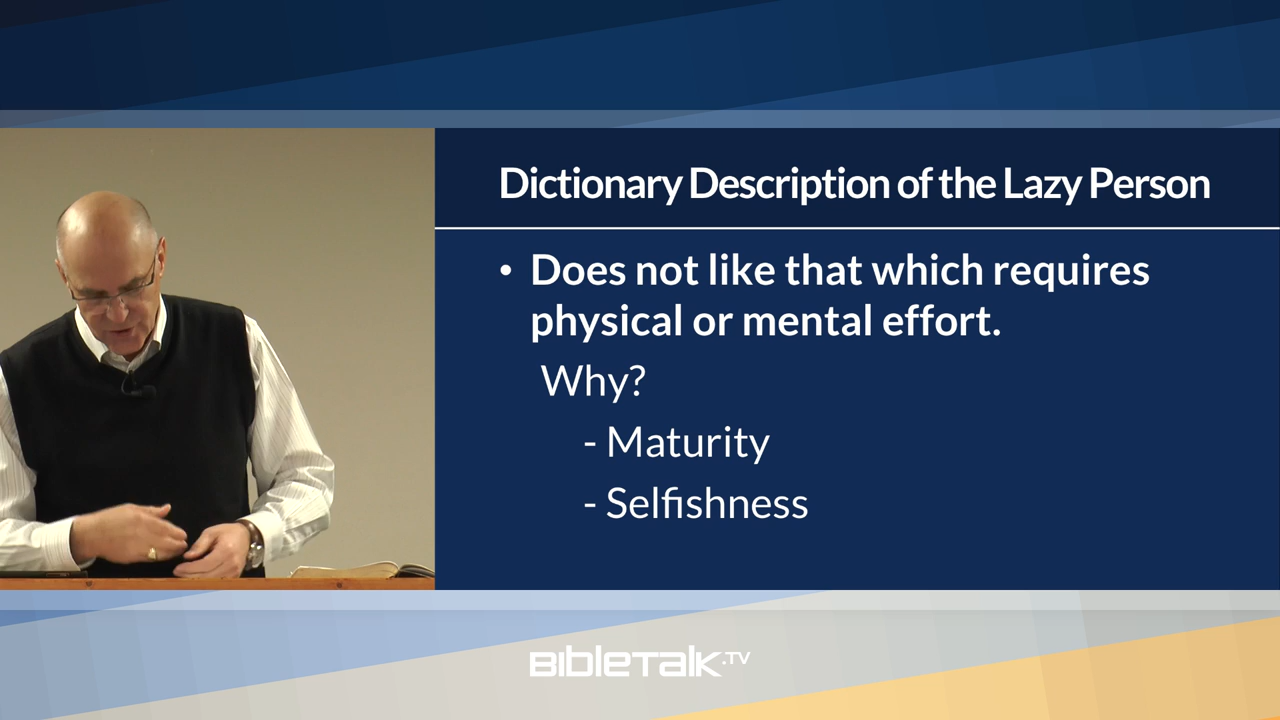 Dictionary Description of the Lazy Person
• Does not like that which requires
physical or mental effort.
Why?
- Maturity
- Selfishness
BibleTalk.TV